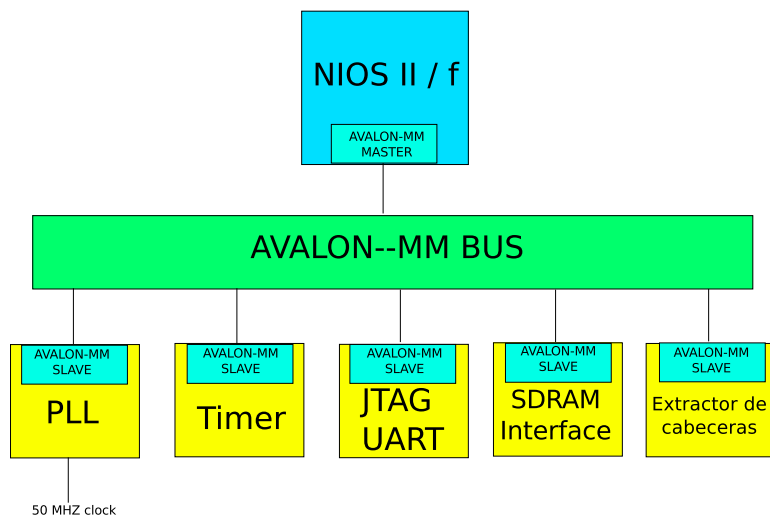 NIOS II / f
AVALON-MM
MASTER
AVALON--MM BUS
AVALON-MM
SLAVE
PLL
AVALON-MM
SLAVE
Timer
AVALON-MM
SLAVE
JTAG
UART
AVALON-MM
SLAVE
SDRAM
Interface
AVALON-MM
SLAVE
Extractor de
cabeceras
50 MHZ clock